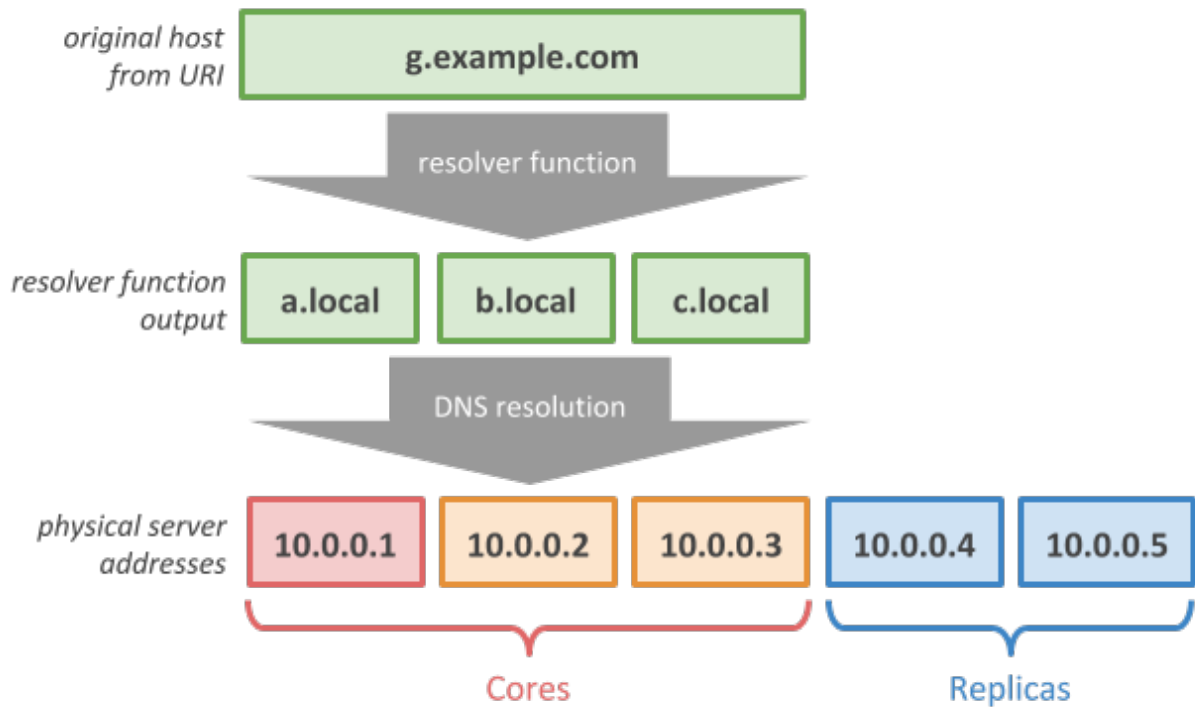 original host
from URI
g.example.com
resolver function
resolver function
output
a.local
b.local
c.local
DNS resolution
physical server
addresses
10.0.0.1
10.0.0.2
10.0.0.3
10.0.0.4
10.0.0.5
Cores
Replicas